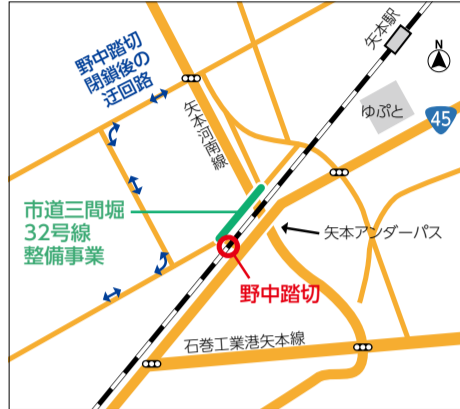 野中踏切
閉鎖後の
迂回路
矢本駅
N
ゆぷと
45
矢本河南線
市道三間堀
32号線
整備事業
矢本アンダーパス
野中踏切
石巻工業港矢本線